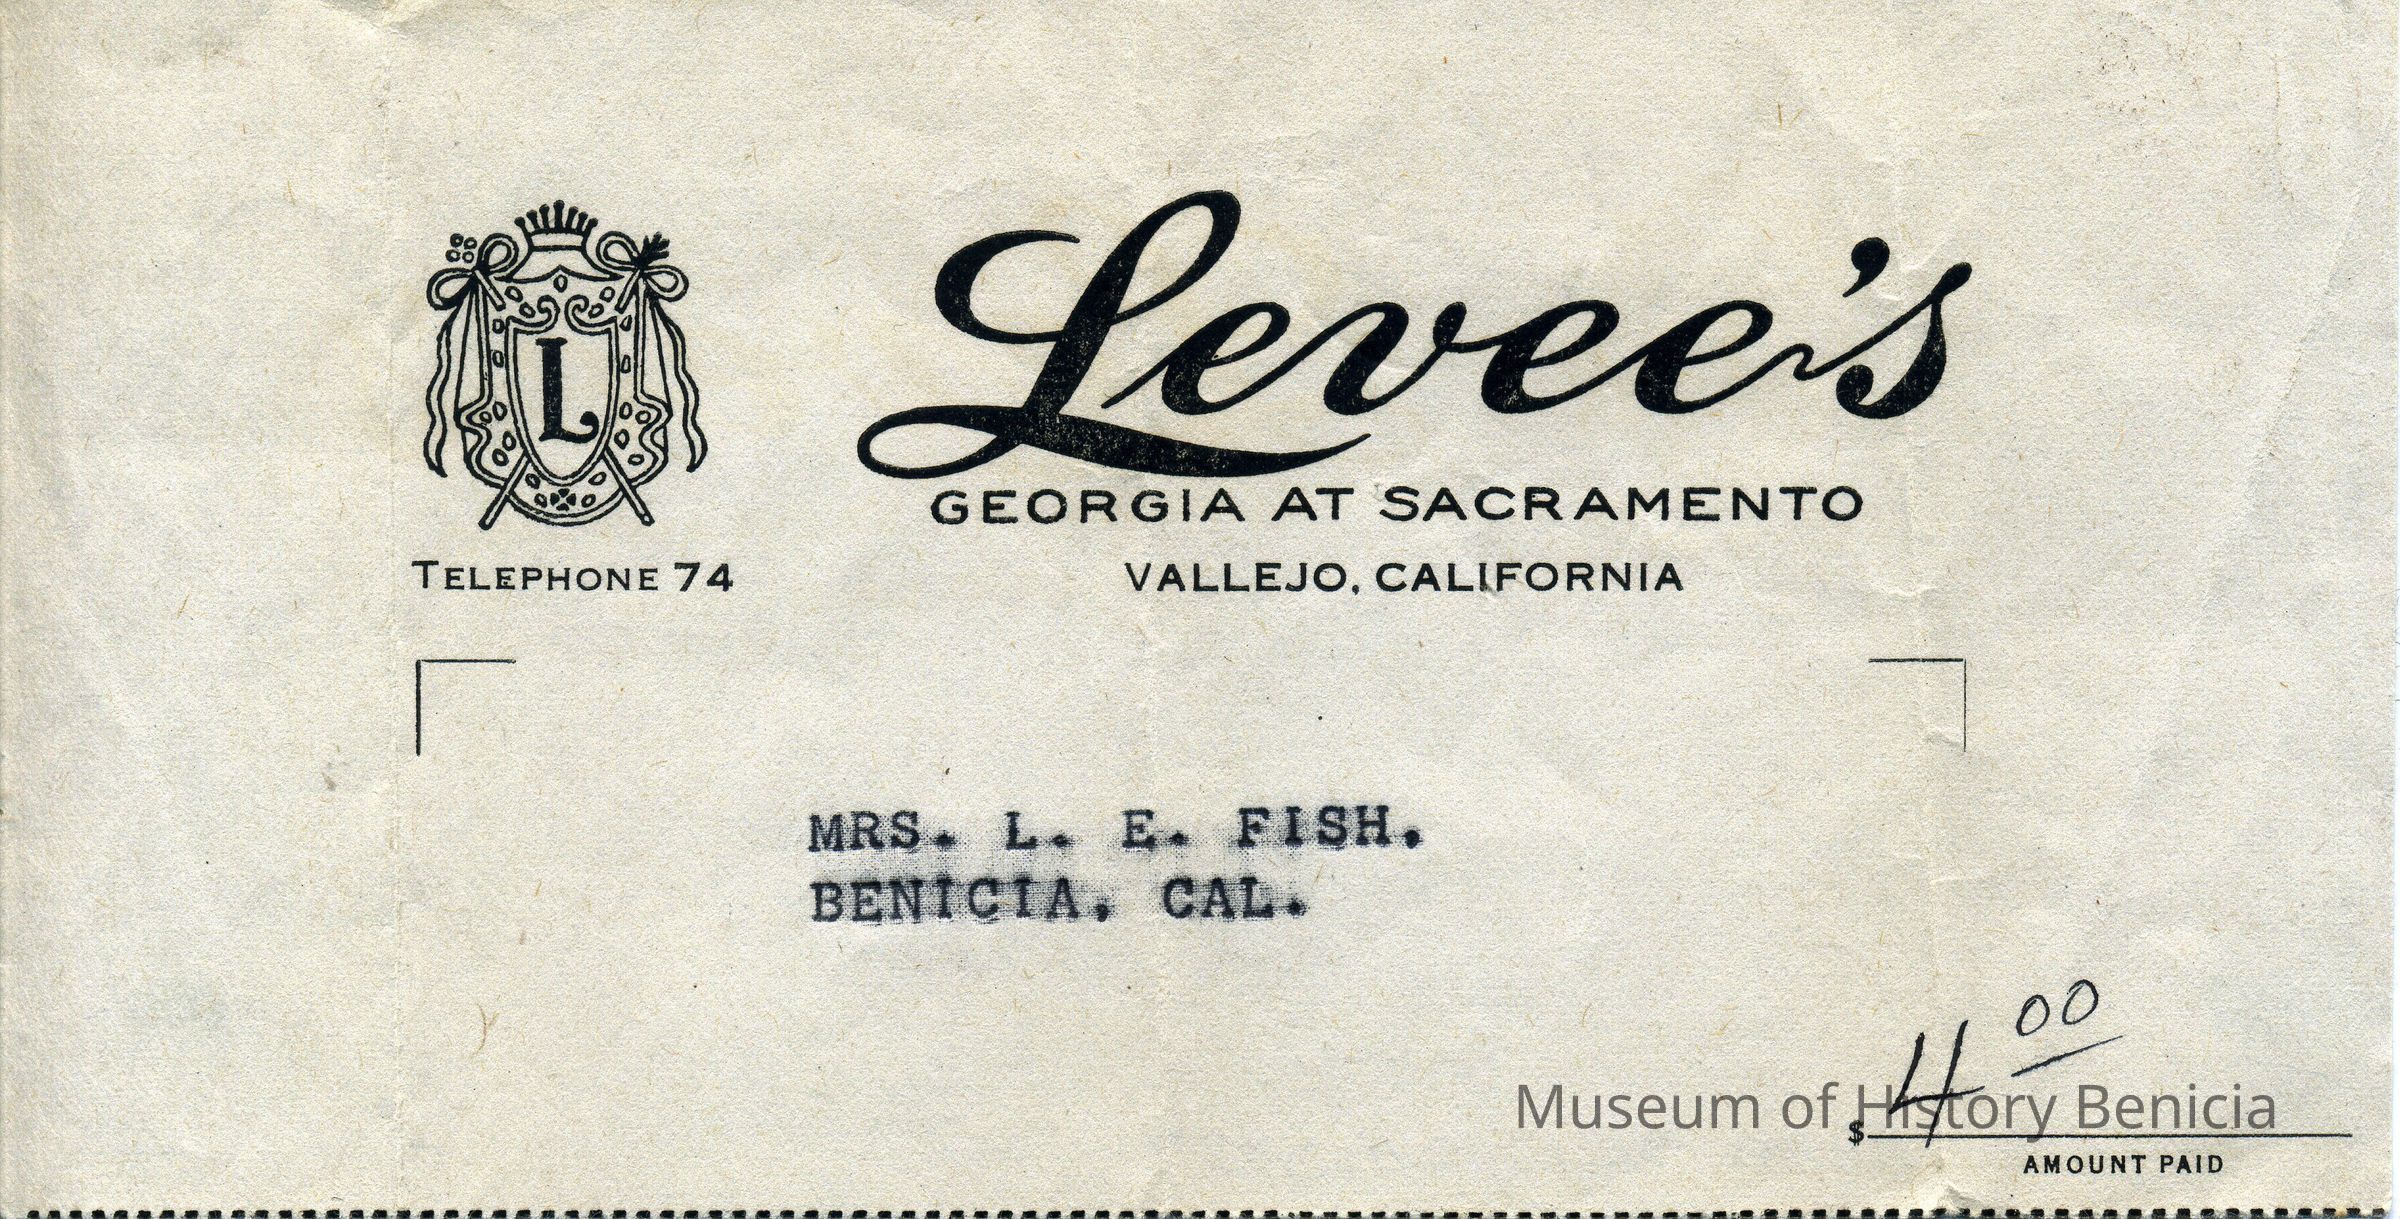 L
Levee's
GEORGIA AT SACRAMENTO
TELEPHONE 74
VALLEJO, CALIFORNIA
MRS. L. E. FISH.
BENICIA, CAL.
Museum of History Benicia
$ 4 00
AMOUNT PAID